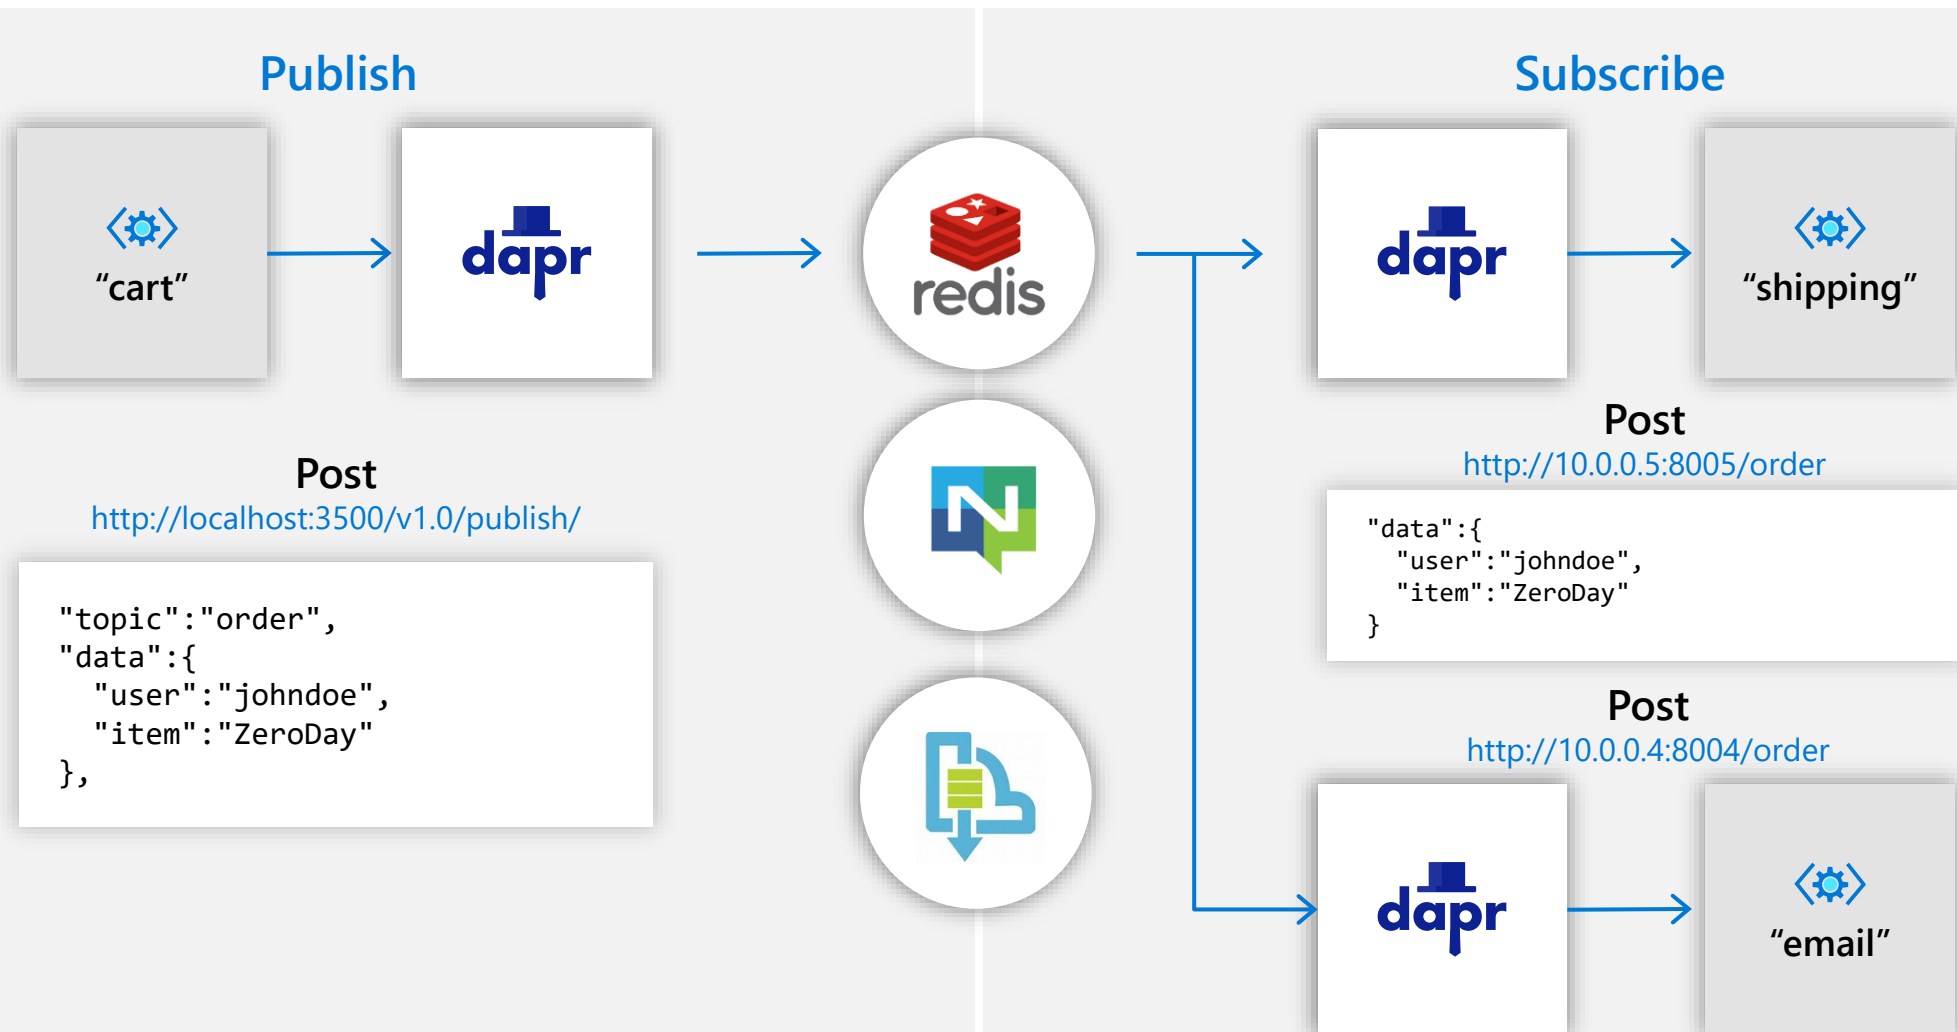 Publish
Subscribe
“cart”
dapr
redis
dapr
“shipping”
Post
http://localhost:3500/v1.0/publish/
"topic":"order",
"data":{
"user":"johndoe",
"item":"ZeroDay"
},
N
Post
http://10.0.0.5:8005/order
"data":{
"user":"johndoe",
"item":"ZeroDay"
}
Post
http://10.0.0.4:8004/order
dapr
“email”